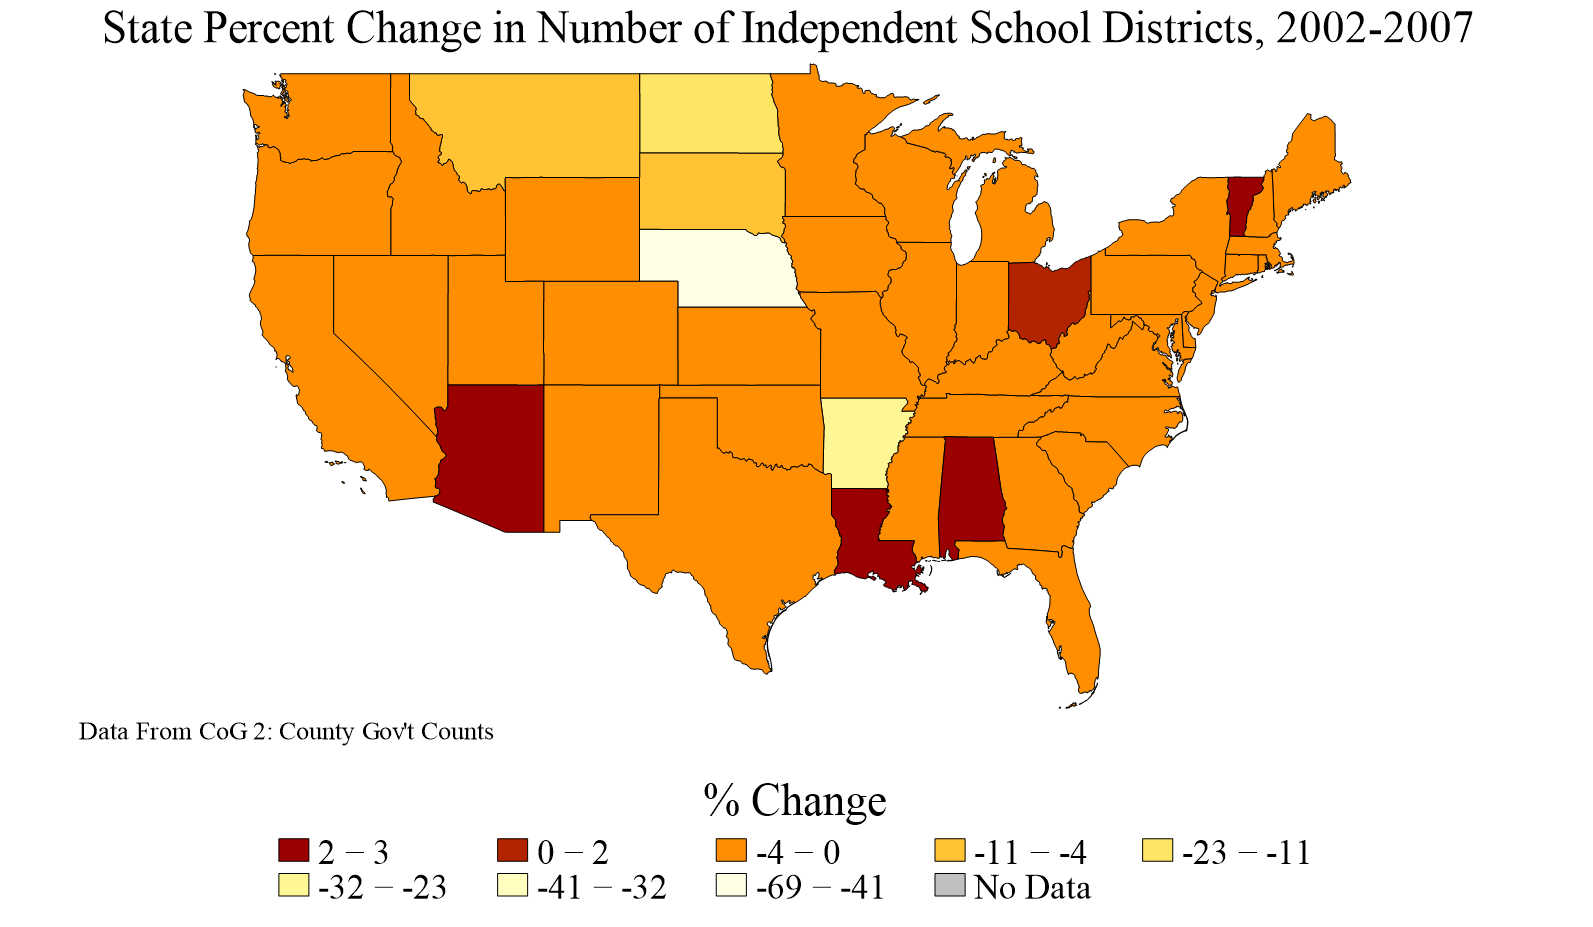 State Percent Change in Number of Independent School Districts, 2002-2007
Data From CoG 2: County Gov't Counts
% Change
2 − 3
0 − 2
-4 − 0
-11 − -4
-23 − -11
-32 − -23
-41 − -32
-69 − -41
No Data